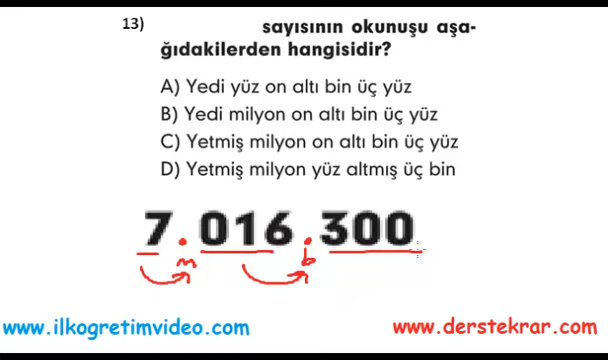 13) sayısının okunuşu aşa-
ğıdakilerden hangisidir?
A) Yedi yüz on altı bin üç yüz
B) Yedi milyon on altı bin üç yüz
C) Yetmiş milyon on altı bin üç yüz
D) Yetmiş milyon yüz altmış üç bin
7.016.300
m b
www.ilkogretimvideo.com www.derstekrar.com